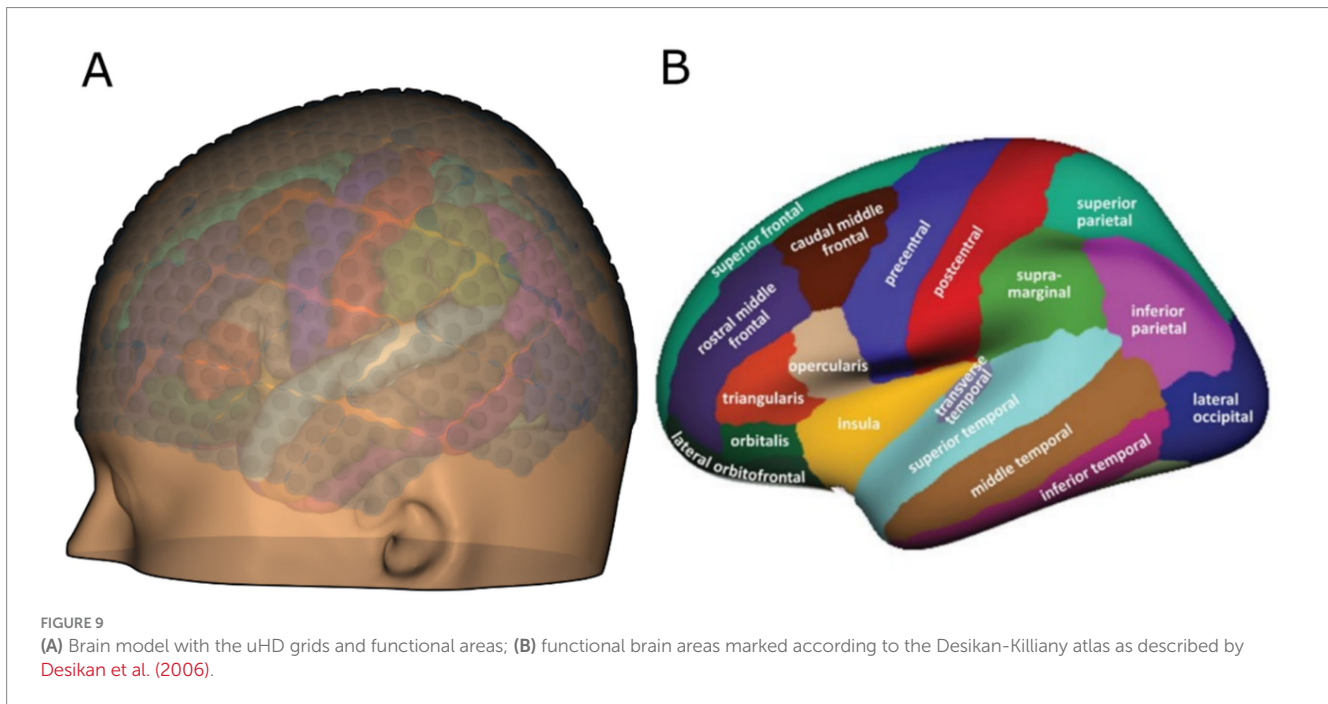 A
B
superior frontal
caudal middle
frontal
precentral
postcentral
superior
parietal
supra-
marginal
inferior
parietal
rostral middle
frontal
opercularis
triangularis
insula
transverse
temporal
superior temporal
lateral
occipital
orbitalis
lateral orbitofrontal
middle temporal
inferior temporal
FIGURE 9
(A) Brain model with the uHD grids and functional areas; (B) functional brain areas marked according to the Desikan-Killiany atlas as described by
Desikan et al. (2006).